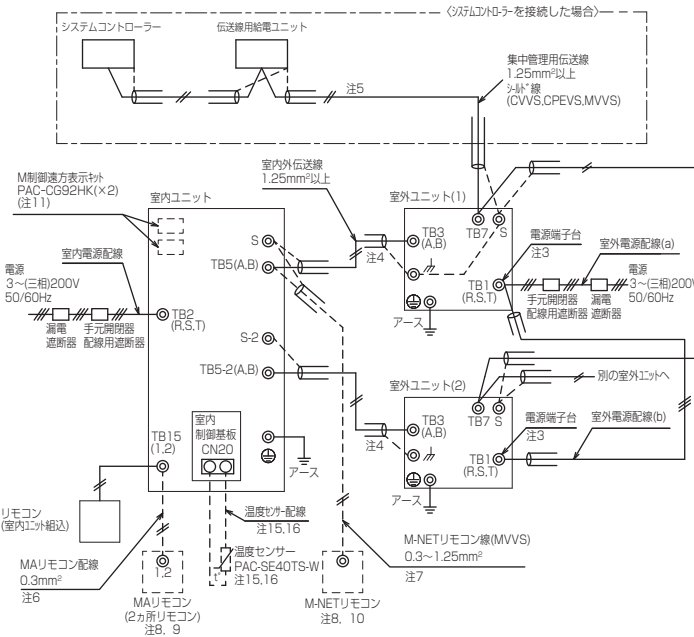 〈システムコントローラーを接続した場合〉
システムコントローラー
伝送線用給電ユニット
注5
集中管理用伝送線
1.25mm²以上
シールド線
(CVVS,CPEVS,MVVS)
M制御遠方表示キット
PAC-CG92HK(×2)
(注11)
室内ユニット
室内外伝送線
1.25mm²以上
室外ユニット(1)
TB3
(A,B)
TB7
S
電源端子台
注3
室外電源配線(a)
電源
3～(三相)200V
50/60Hz
室内電源配線
S
TB5(A,B)
注4
TB1
(R,S,T)
手元開閉器
配線用遮断器
漏電
遮断器
電源
3～(三相)200V
50/60Hz
漏電
遮断器
手元開閉器
配線用遮断器
TB2
(R,S,T)
アース
S-2
TB5-2(A,B)
室外ユニット(2)
別の室外ユニットへ
TB3
(A,B)
TB7
S
電源端子台
注3
室外電源配線(b)
注4
TB1
(R,S,T)
アース
TB15
(1,2)
室内
制御基板
CN20
アース
リモコン
(室内ユニット組込)
温度センサー配線
注15,16
MAリモコン配線
0.3mm²
注6
1,2
t°
温度センサー
PAC-SE40TS-W
注15,16
M-NETリモコン線(MVVS)
0.3～1.25mm²
注7
MAリモコン
(2ヵ所リモコン)
注8、9
M-NETリモコン
注8、10